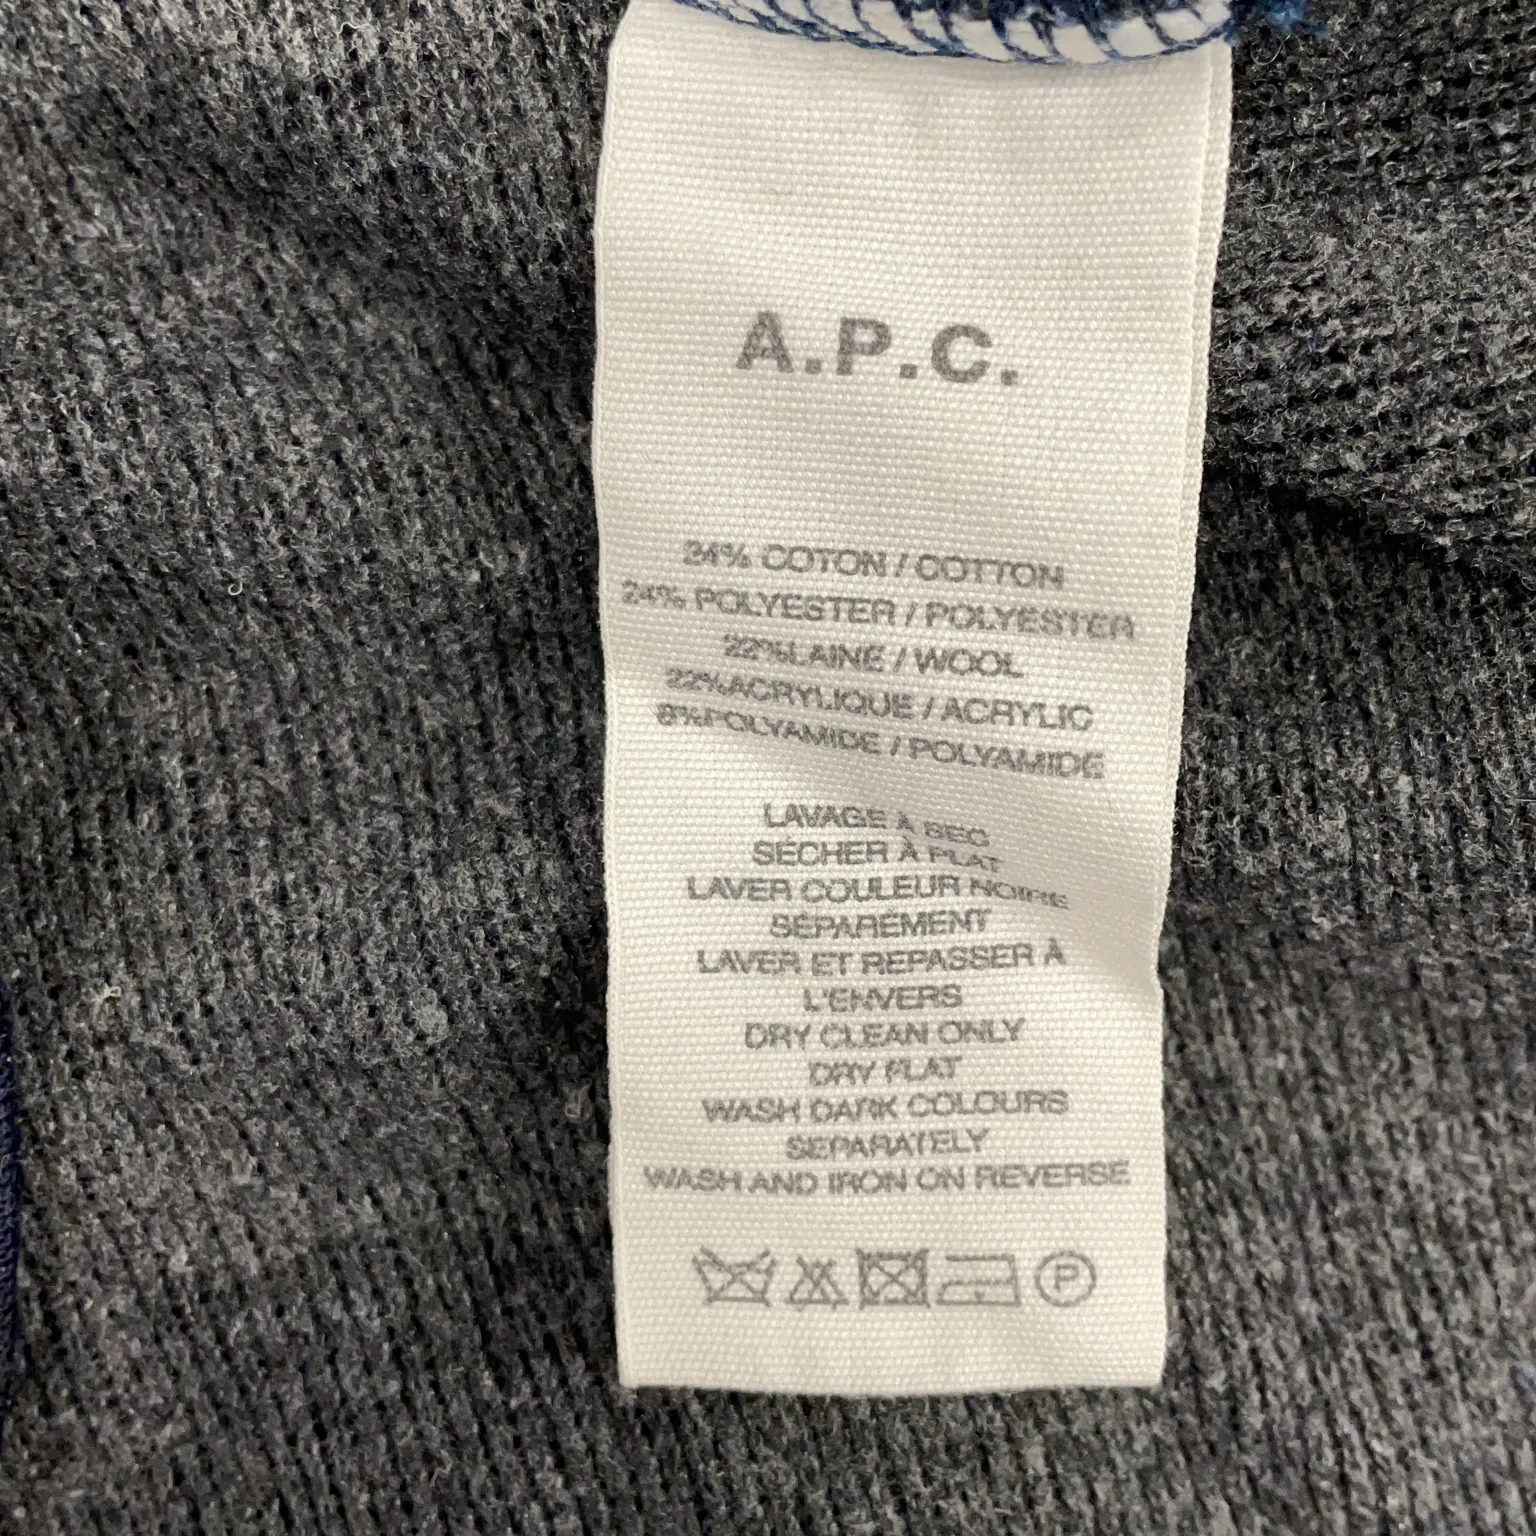 A.P.C.
24% COTON / COTTON
24% POLYESTER / POLYESTER
22%LAINE / WOOL
22%ACRYLIQUE / ACRYLIC
8%POLYAMIDE / POLYAMIDE
LAVAGE À SEC
SÉCHER À PLAT
LAVER COULEUR NOIRE
SÉPARÉMENT
LAVER ET REPASSER À
L'ENVERS
DRY CLEAN ONLY
DRY FLAT
WASH DARK COLOURS
SEPARATELY
WASH AND IRON ON REVERSE
P